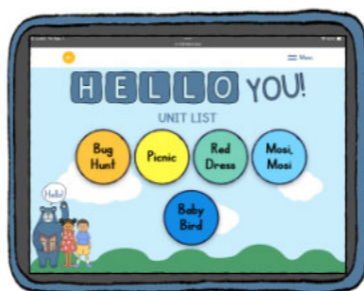 Menu
HELLO YOU!
UNIT LIST
Bug
Hunt
Picnic
Red
Dress
Mosi,
Mosi
Baby
Bird
Hello!